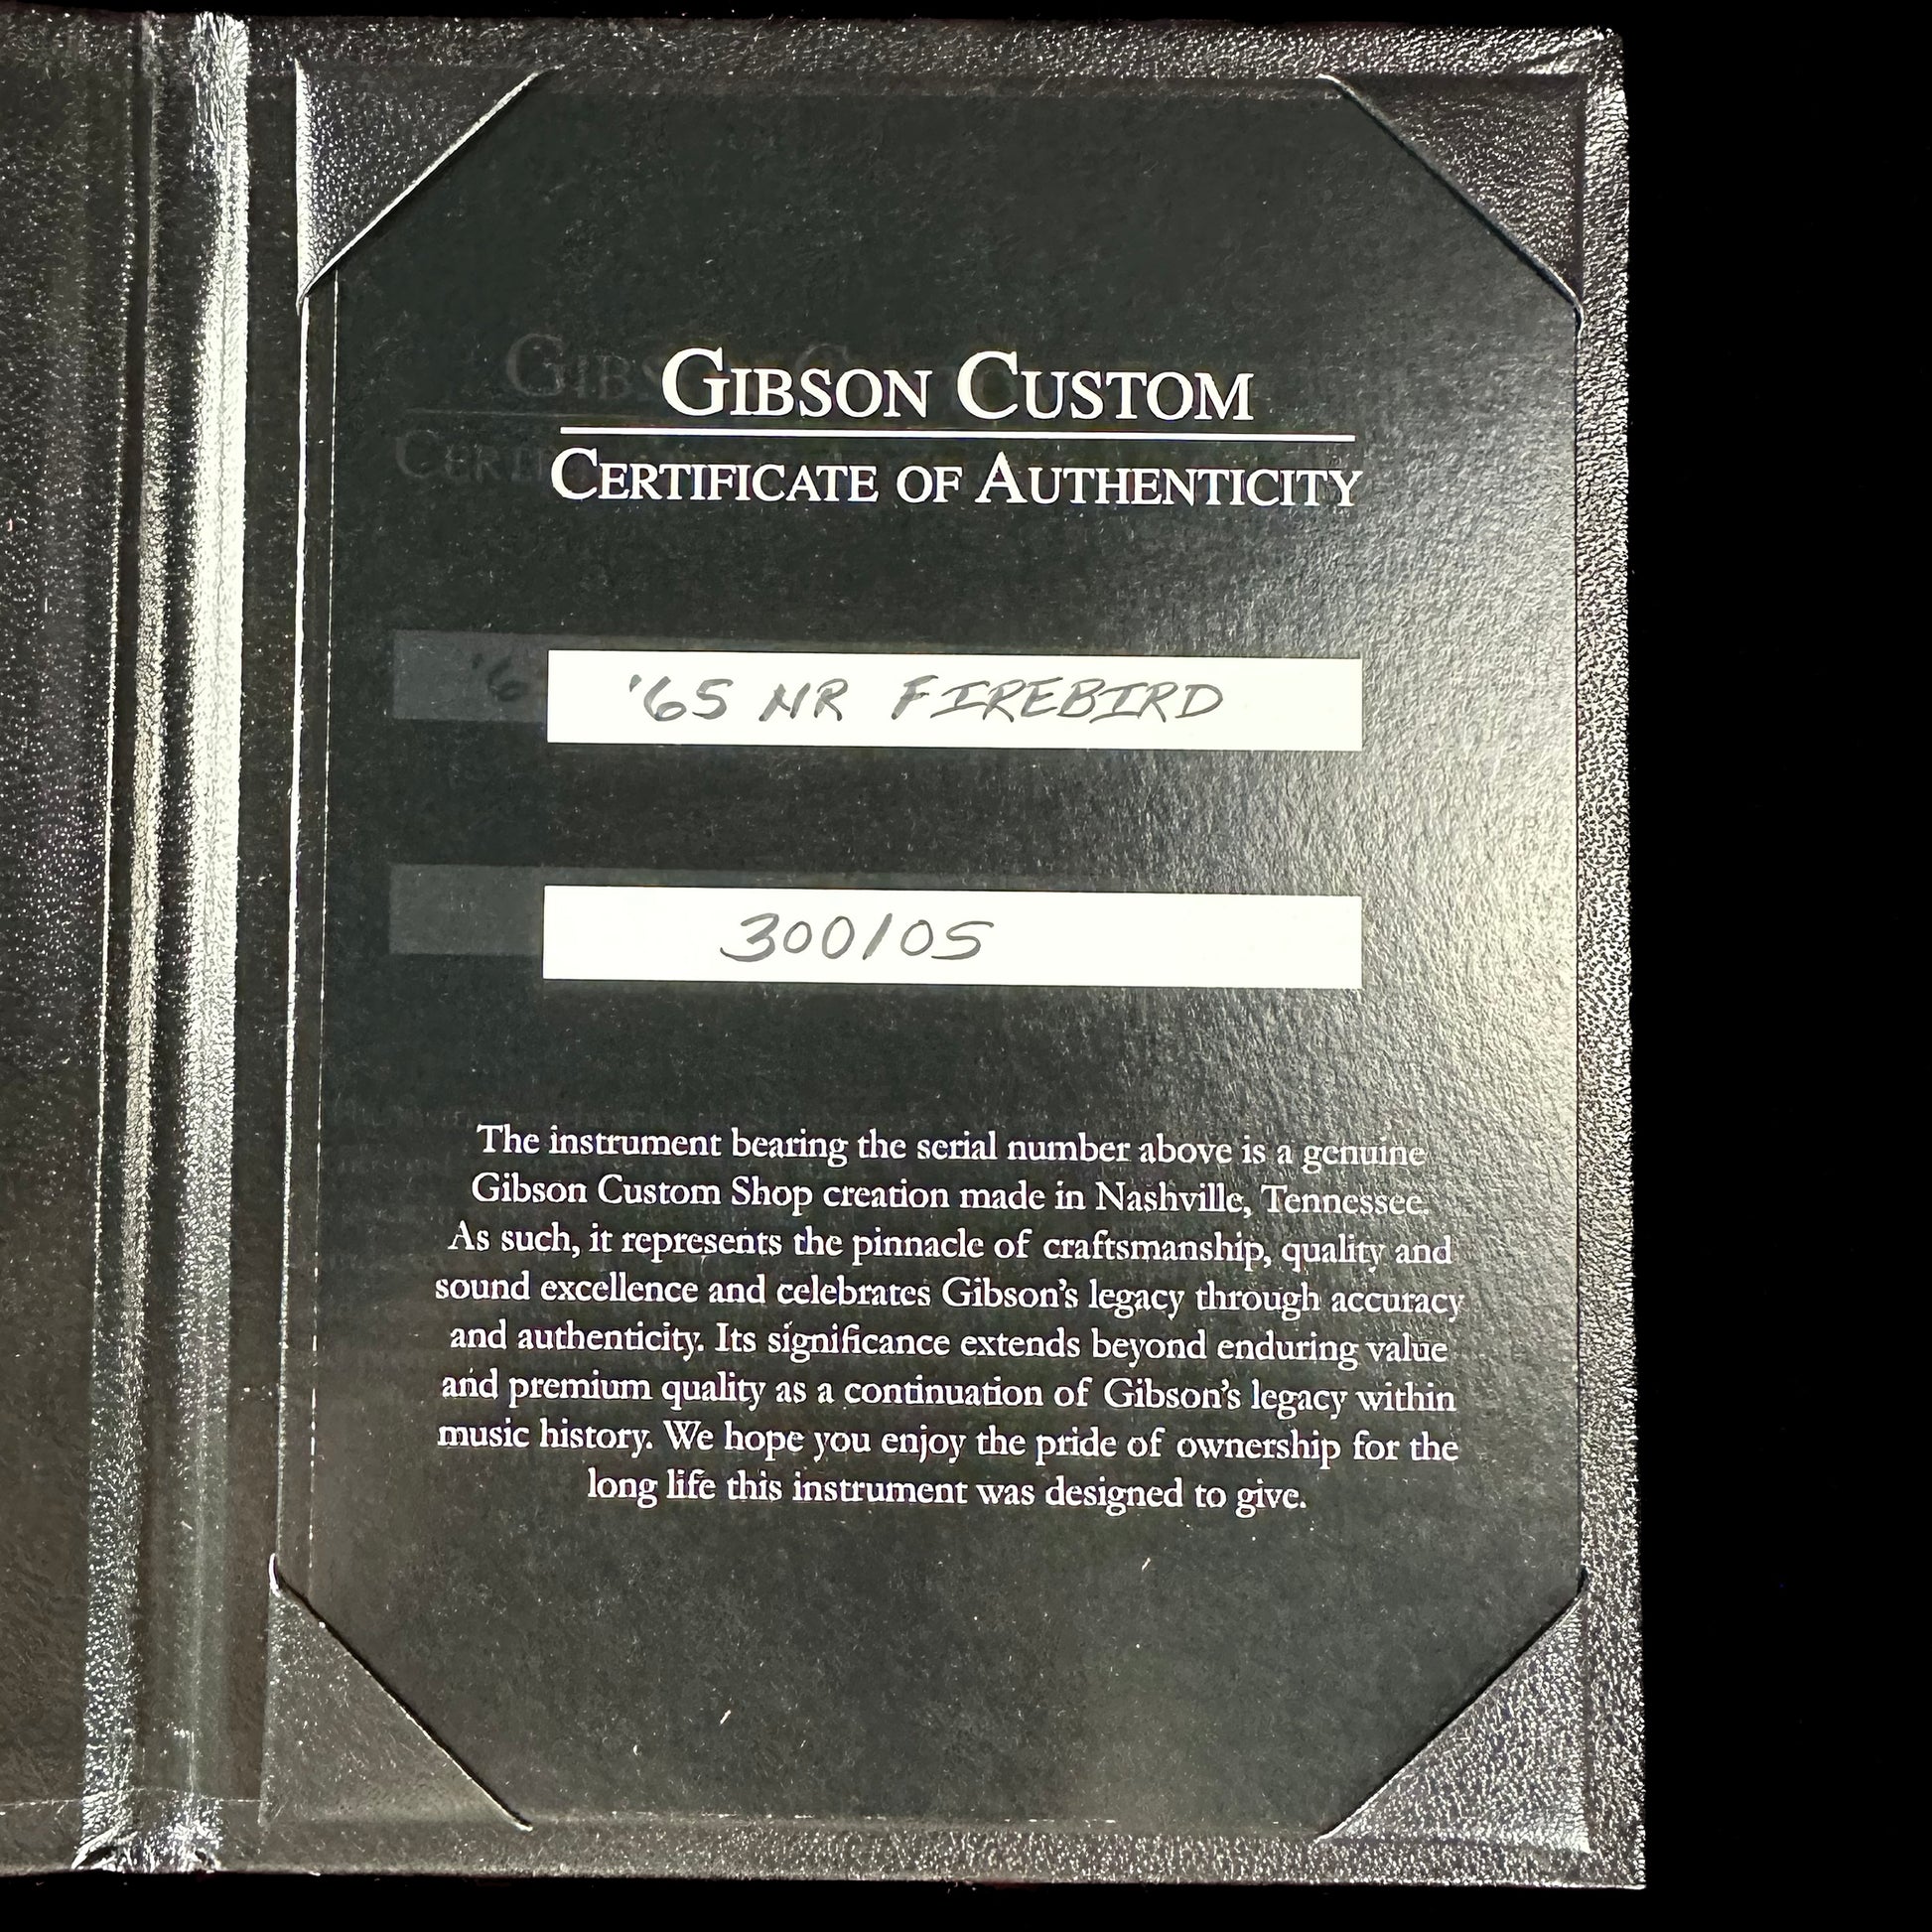 GIBSON CUSTOM
CERTIFICATE OF AUTHENTICITY
'65 NR FIREBIRD
300105
The instrument bearing the serial number above is a genuine
Gibson Custom Shop creation made in Nashville, Tennessee.
As such, it represents the pinnacle of craftsmanship, quality and
sound excellence and celebrates Gibson's legacy through accuracy
and authenticity. Its significance extends beyond enduring value
and premium quality as a continuation of Gibson's legacy within
music history. We hope you enjoy the pride of ownership for the
long life this instrument was designed to give.